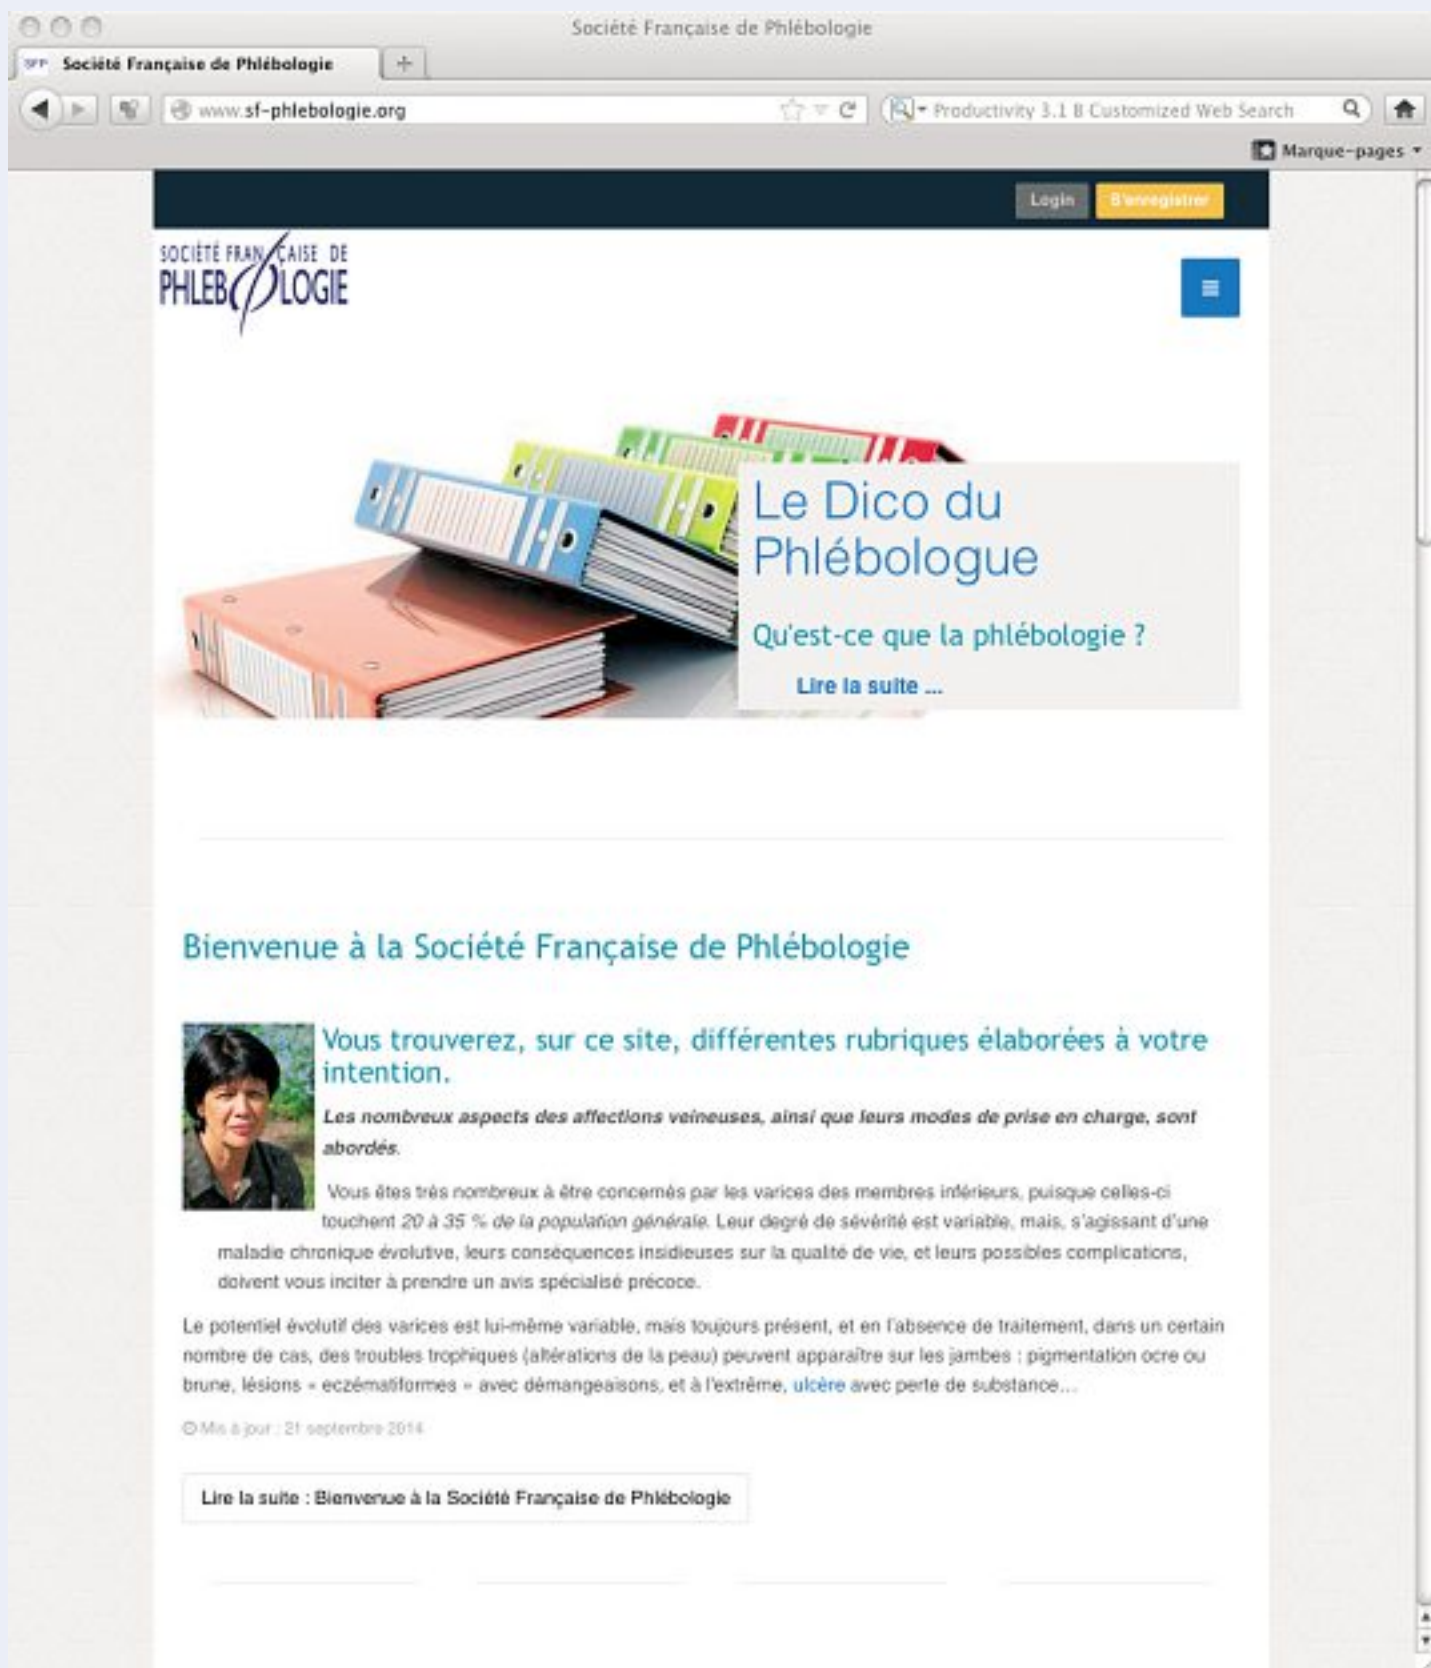 Société Française de Phlébologie
SFP Société Française de Phlébologie
www.sf-phlebologie.org
Productivity 3.1 B Customized Web Search
Marque-pages
Login
S'enregistrer
SOCIÉTÉ FRANÇAISE DE
PHLEBOLOGIE
Le Dico du
Phlébologue
Qu'est-ce que la phlébologie ?
Lire la suite ...
Bienvenue à la Société Française de Phlébologie
Vous trouverez, sur ce site, différentes rubriques élaborées à votre
intention.
Les nombreux aspects des affections veineuses, ainsi que leurs modes de prise en charge, sont
abordés.
Vous êtes très nombreux à être concernés par les varices des membres inférieurs, puisque celles-ci
touchent 20 à 35 % de la population générale. Leur degré de sévérité est variable, mais, s'agissant d'une
maladie chronique évolutive, leurs conséquences insidieuses sur la qualité de vie, et leurs possibles complications,
doivent vous inciter à prendre un avis spécialisé précoce.
Le potentiel évolutif des varices est lui-même variable, mais toujours présent, et en l'absence de traitement, dans un certain
nombre de cas, des troubles trophiques (altérations de la peau) peuvent apparaître sur les jambes : pigmentation ocre ou
brune, lésions « eczématiformes » avec démangeaisons, et à l'extrême, ulcère avec perte de substance...
Mis à jour : 21 septembre 2014
Lire la suite : Bienvenue à la Société Française de Phlébologie